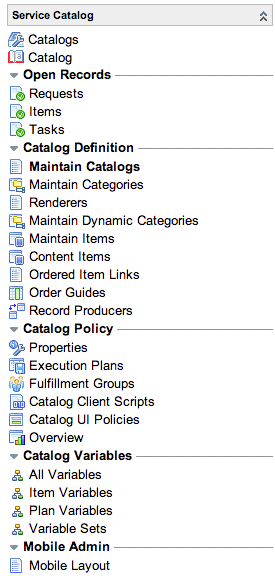 Service Catalog
Catalogs
Catalog
Open Records
Requests
Items
Tasks
Catalog Definition
Maintain Catalogs
Maintain Categories
Renderers
Maintain Dynamic Categories
Maintain Items
Content Items
Ordered Item Links
Order Guides
Record Producers
Catalog Policy
Properties
Execution Plans
Fulfillment Groups
Catalog Client Scripts
Catalog UI Policies
Overview
Catalog Variables
All Variables
Item Variables
Plan Variables
Variable Sets
Mobile Admin
Mobile Layout